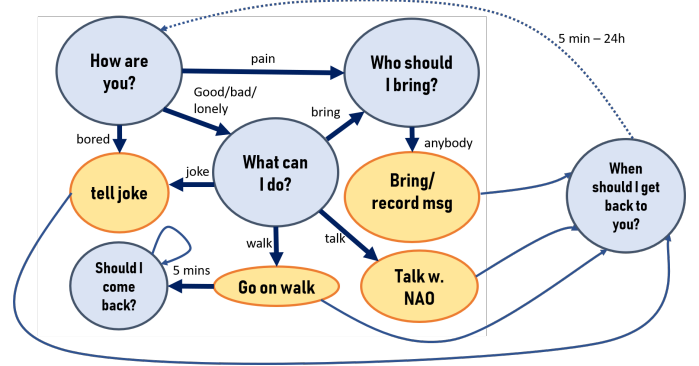 5 min – 24h
How are
you?
pain
Who should
I bring?
Good/bad/
lonely
bring
bored
anybody
What can
I do?
joke
tell joke
Bring/
record msg
When
should I get
back to
you?
walk
talk
Should I
come
back?
5 mins
Go on walk
Talk w.
NAO